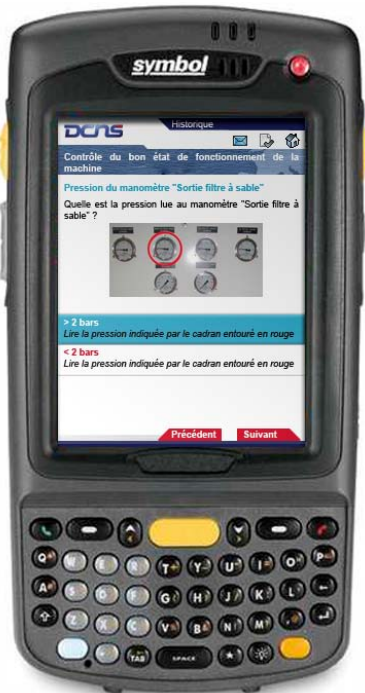 symbol
DCNS
Historique
Contrôle du bon état de fonctionnement de la
machine
Pression du manomètre "Sortie filtre à sable"
Quelle est la pression lue au manomètre "Sortie filtre à
sable" ?
> 2 bars
Lire la pression indiquée par le cadran entouré en rouge
< 2 bars
Lire la pression indiquée par le cadran entouré en rouge
Précédent Suivant
Q W E R T Y U I O P
A S D F G H J K L
Z X C V B N M
TAB SPACE